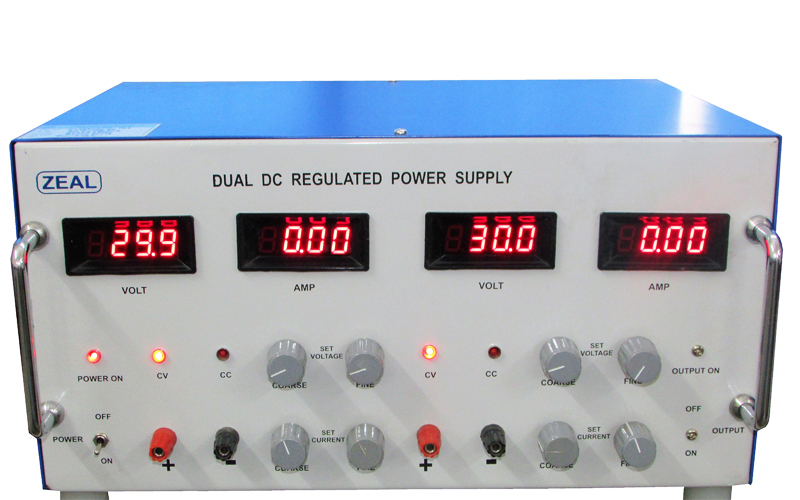 ZEAL
DUAL DC REGULATED POWER SUPPLY
29.9
0.00
30.0
0.00
VOLT
AMP
VOLT
AMP
SET
VOLTAGE
SET
VOLTAGE
POWER ON
CV
CC
COARSE
FINE
CV
CC
COARSE
FINE
OUTPUT ON
OFF
POWER
ON
+
-
SET
CURRENT
COARSE
FINE
+
-
SET
CURRENT
COARSE
FINE
OFF
OUTPUT
ON